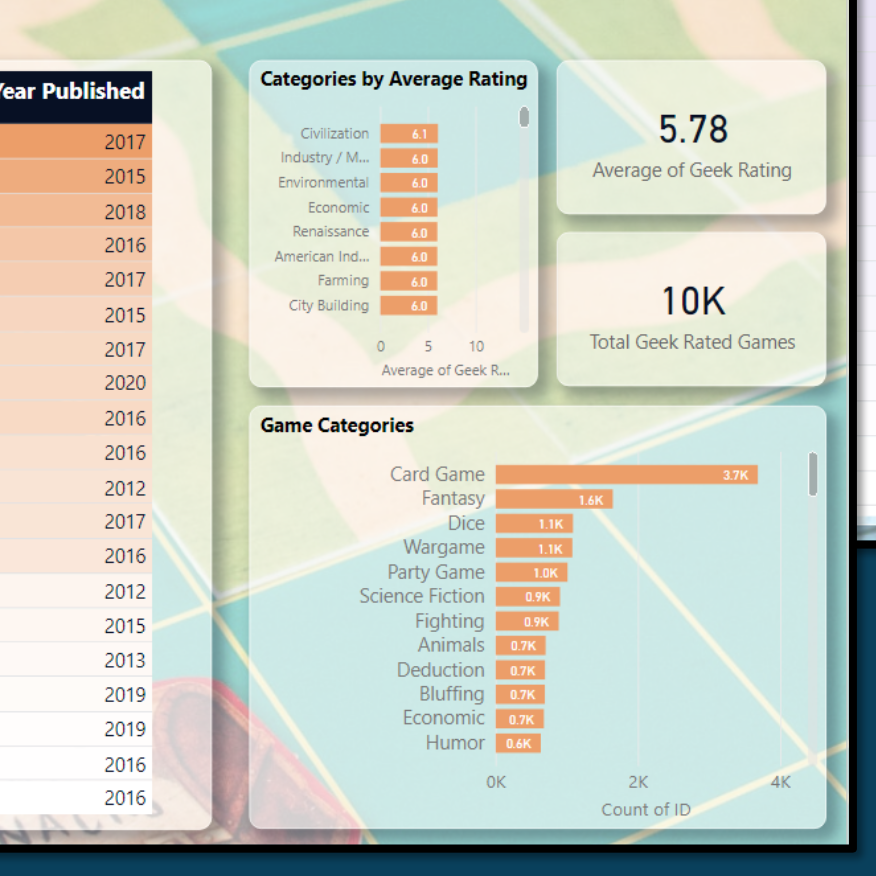 Year Published
2017
2015
2018
2016
2017
2015
2017
2020
2016
2016
2012
2017
2016
2012
2015
2013
2019
2019
2016
2016
Categories by Average Rating
Civilization 6.1
Industry / M... 6.0
Environmental 6.0
Economic 6.0
Renaissance 6.0
American Ind... 6.0
Farming 6.0
City Building 6.0
0 5 10
Average of Geek R...
5.78
Average of Geek Rating
10K
Total Geek Rated Games
Game Categories
Card Game 3.7K
Fantasy 1.6K
Dice 1.1K
Wargame 1.1K
Party Game 1.0K
Science Fiction 0.9K
Fighting 0.9K
Animals 0.7K
Deduction 0.7K
Bluffing 0.7K
Economic 0.7K
Humor 0.6K
0K 2K 4K
Count of ID